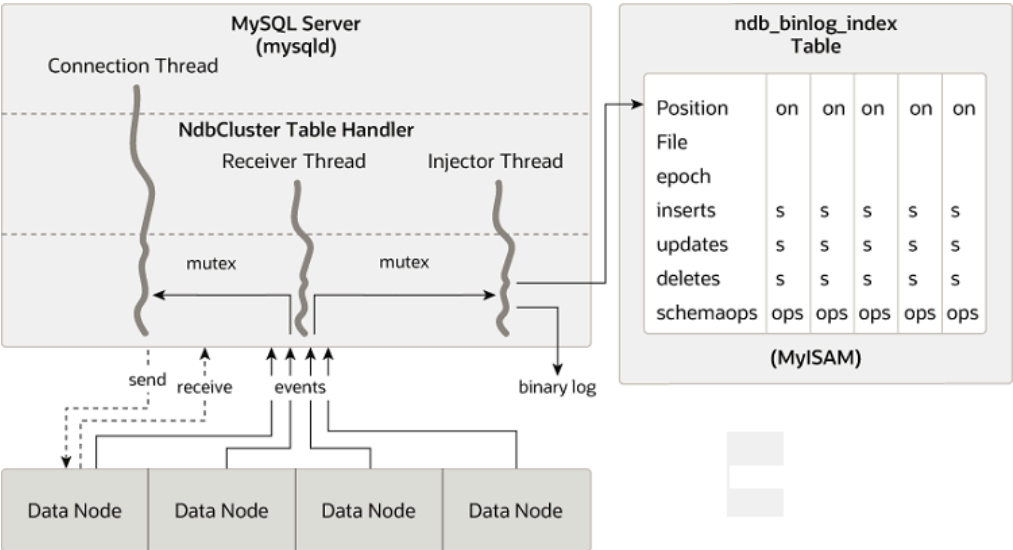 MySQL Server
(mysqld)
Connection Thread
NdbCluster Table Handler
Receiver Thread
Injector Thread
mutex
mutex
send
receive
events
binary log
Data Node
Data Node
Data Node
Data Node
ndb_binlog_index
Table
Position on on on on on
File
epoch
inserts s s s s s
updates s s s s s
deletes s s s s s
schemaops ops ops ops ops ops
(MyISAM)